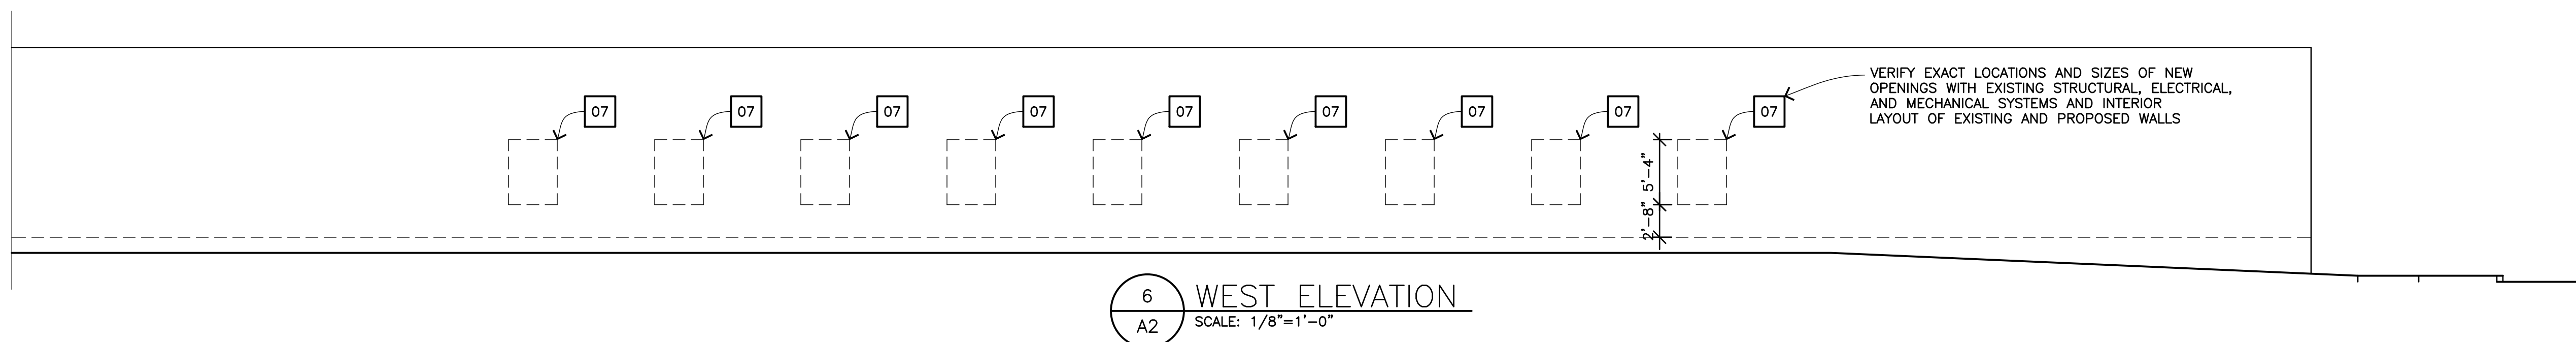 07 07 07 07 07 07 07 07 07
VERIFY EXACT LOCATIONS AND SIZES OF NEW
OPENINGS WITH EXISTING STRUCTURAL, ELECTRICAL,
AND MECHANICAL SYSTEMS AND INTERIOR
LAYOUT OF EXISTING AND PROPOSED WALLS
5'-4"
2'-8"
6
A2
WEST ELEVATION
SCALE: 1/8"=1'-0"